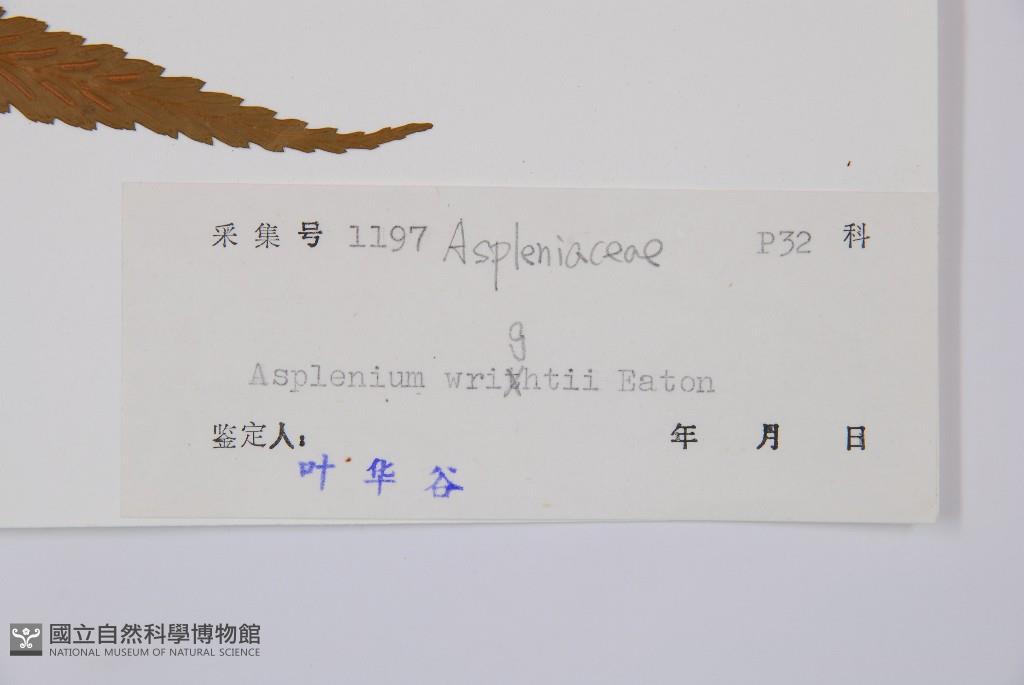 采集号 1197 Aspleniaceae P32 科
g
Asplenium writhtii Eaton
鉴定人: 年 月 日
叶华谷
國立自然科學博物館
NATIONAL MUSEUM OF NATURAL SCIENCE